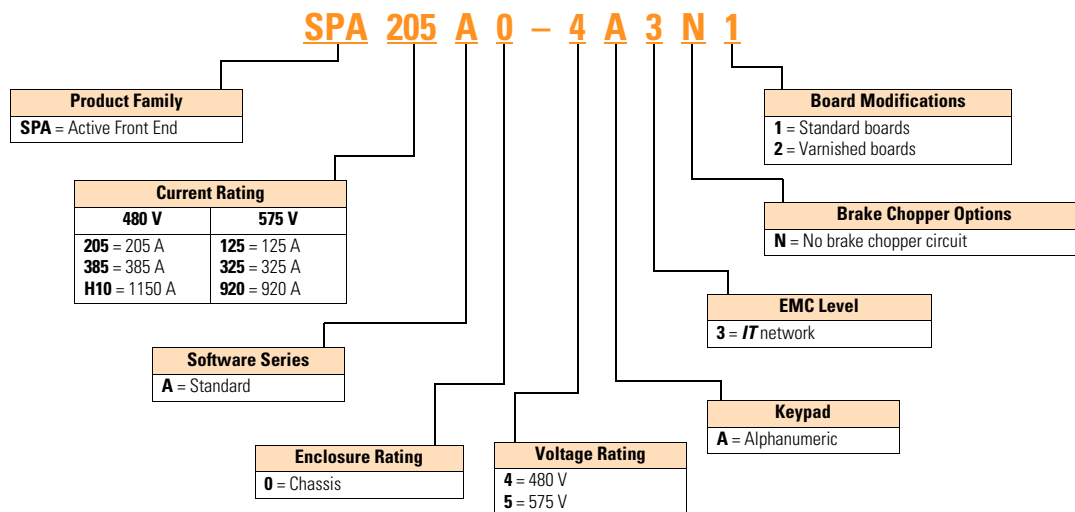 SPA 205 A 0 – 4 A 3 N 1
Product Family
SPA = Active Front End
Board Modifications
1 = Standard boards
2 = Varnished boards
Current Rating
480 V 575 V
205 = 205 A 125 = 125 A
385 = 385 A 325 = 325 A
H10 = 1150 A 920 = 920 A
Brake Chopper Options
N = No brake chopper circuit
EMC Level
3 = IT network
Software Series
A = Standard
Keypad
A = Alphanumeric
Enclosure Rating
0 = Chassis
Voltage Rating
4 = 480 V
5 = 575 V